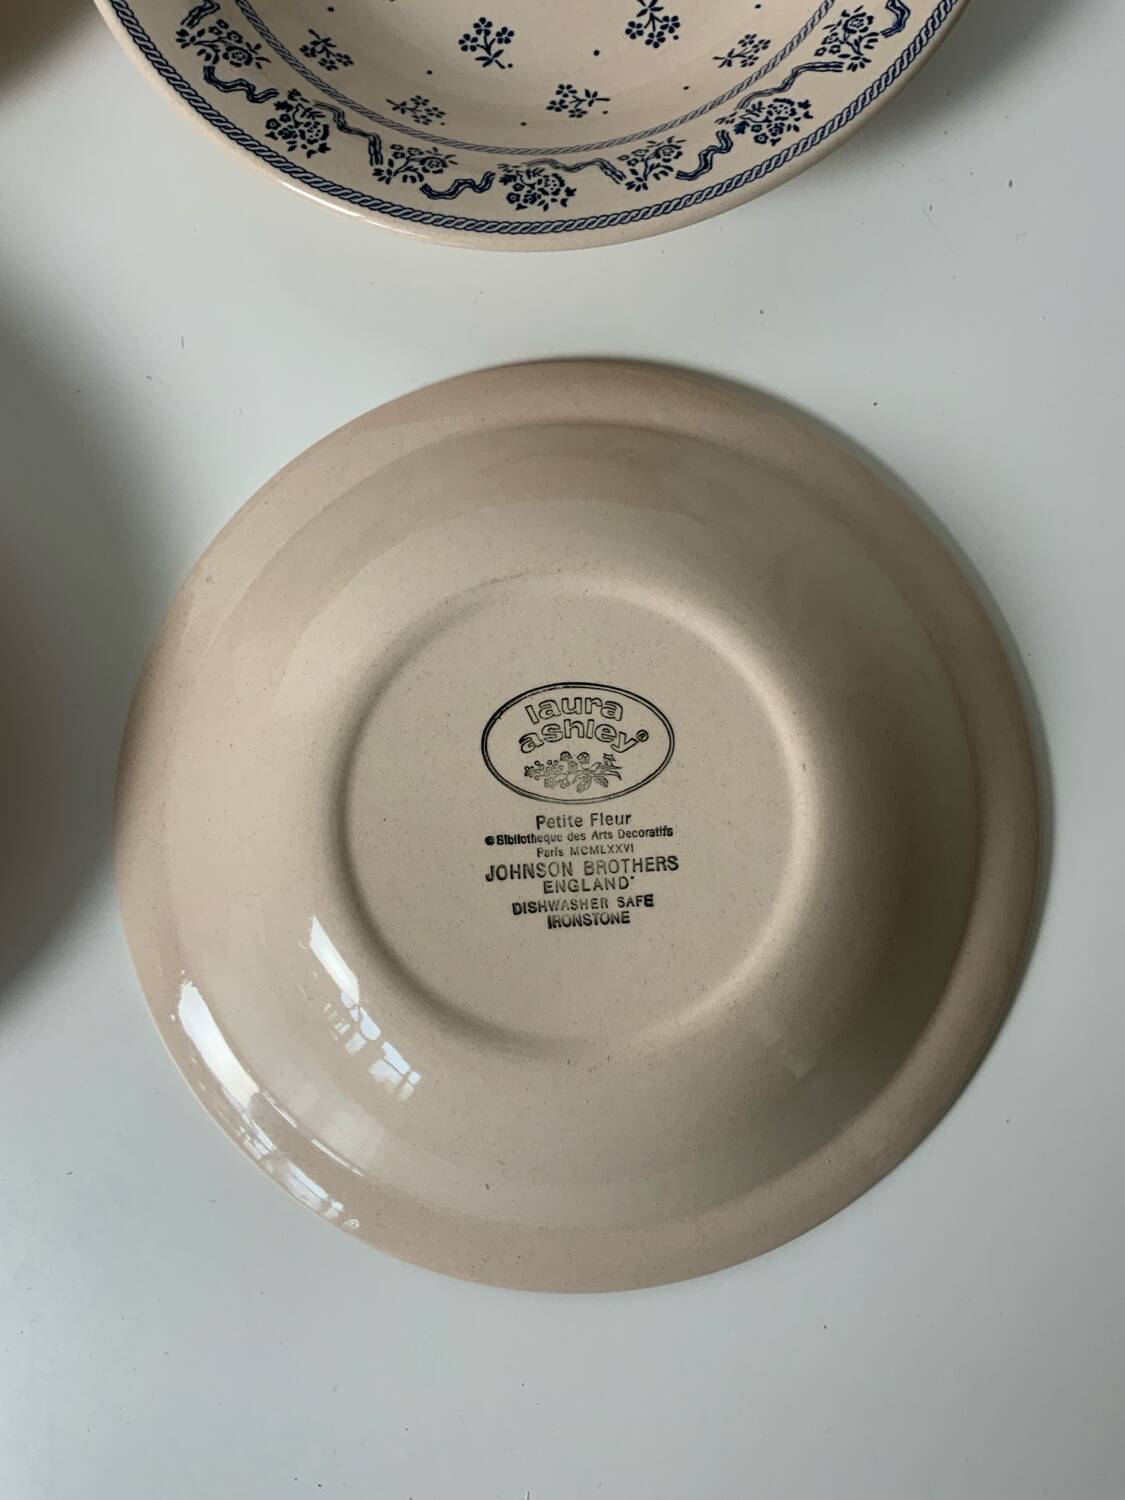 laura
ashley®
Petite Fleur
© Bibliotheque des Arts Decoratifs
Paris MCMLXXVI
JOHNSON BROTHERS
ENGLAND
DISHWASHER SAFE
IRONSTONE